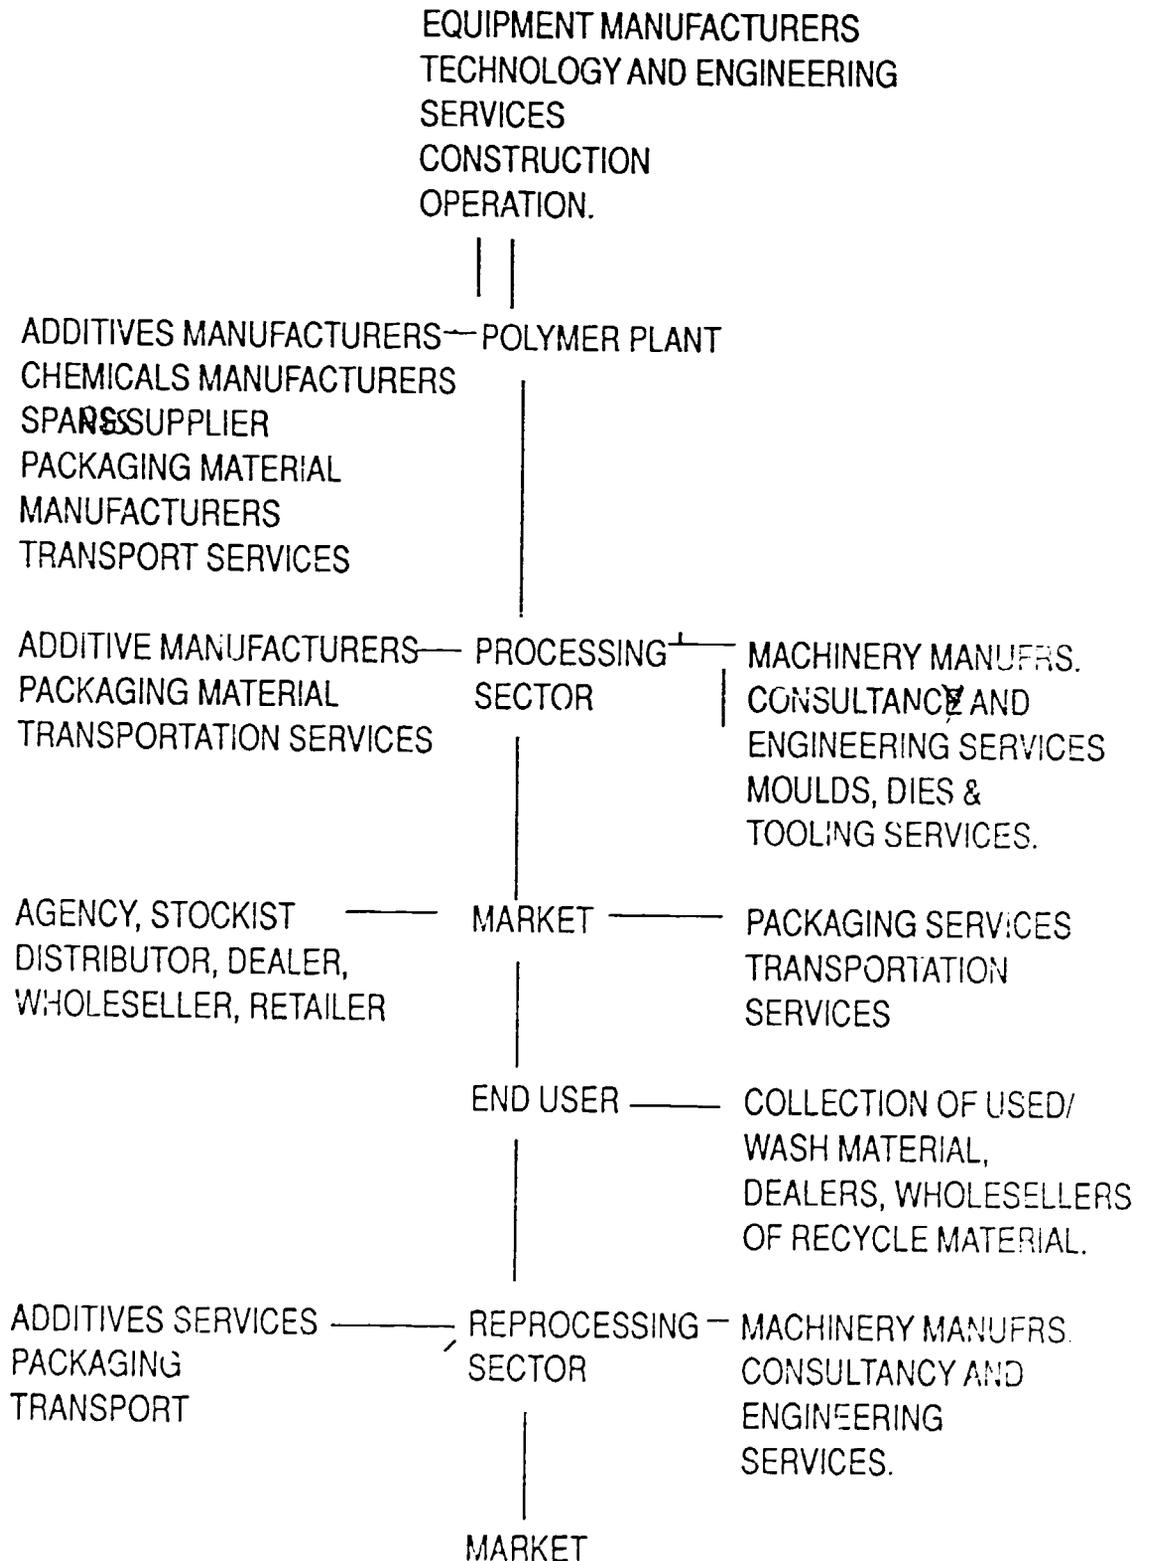 EQUIPMENT MANUFACTURERS
TECHNOLOGY AND ENGINEERING
SERVICES
CONSTRUCTION
OPERATION.
ADDITIVES MANUFACTURERS
CHEMICALS MANUFACTURERS
SUPPLIER
PACKAGING MATERIAL
MANUFACTURERS
TRANSPORT SERVICES
POLYMER PLANT
ADDITIVE MANUFACTURERS
PACKAGING MATERIAL
TRANSPORTATION SERVICES
PROCESSING
SECTOR
MACHINERY MANUFRS.
CONSULTANCY AND
ENGINEERING SERVICES
MOULDS, DIES &
TOOLING SERVICES.
AGENCY, STOCKIST
DISTRIBUTOR, DEALER,
WHOLESELLER, RETAILER
MARKET
PACKAGING SERVICES
TRANSPORTATION
SERVICES
END USER
COLLECTION OF USED/
WASH MATERIAL,
DEALERS, WHOLESELLERS
OF RECYCLE MATERIAL.
ADDITIVES SERVICES
PACKAGING
TRANSPORT
REPROCESSING
SECTOR
MACHINERY MANUFRS.
CONSULTANCY AND
ENGINEERING
SERVICES.
MARKET